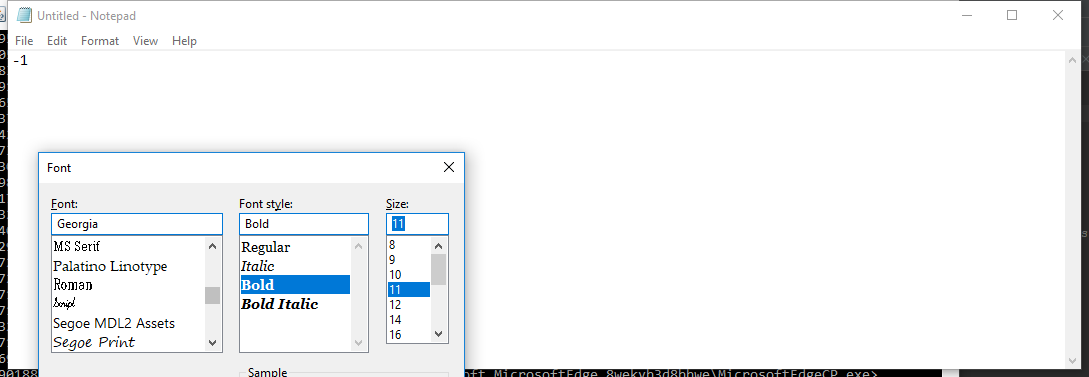 Untitled - Notepad
File Edit Format View Help
-1
Font
Font: Font style: Size:
Georgia Bold 11
MS Serif
Palatino Linotype
Roman
Script
Segoe MDL2 Assets
Segoe Print
Regular
Italic
Bold
Bold Italic
8
9
10
11
12
14
16
Sample
90188
oft.MicrosoftEdge_8wekyb3d8bbwe\MicrosoftEdgeCP.exe>